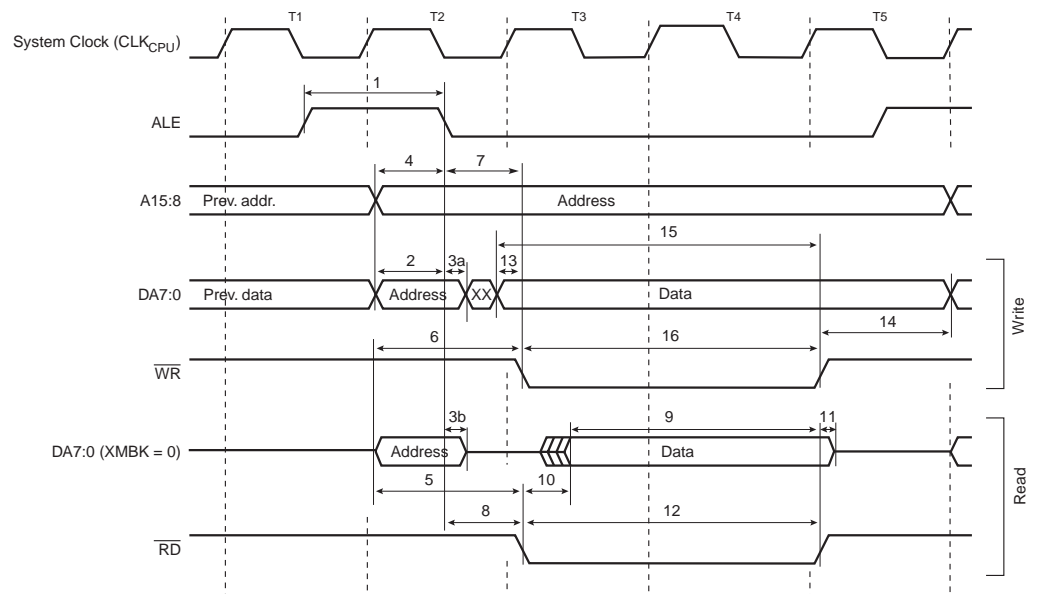 T1 T2 T3 T4 T5
System Clock (CLKCPU)
1
ALE
4 7
A15:8 Prev. addr. Address
15
2 3a 13
DA7:0 Prev. data Address XX Data
14
6 16
WR
Write
3b 9 11
DA7:0 (XMBK = 0) Address Data
5 10
8 12
RD
Read